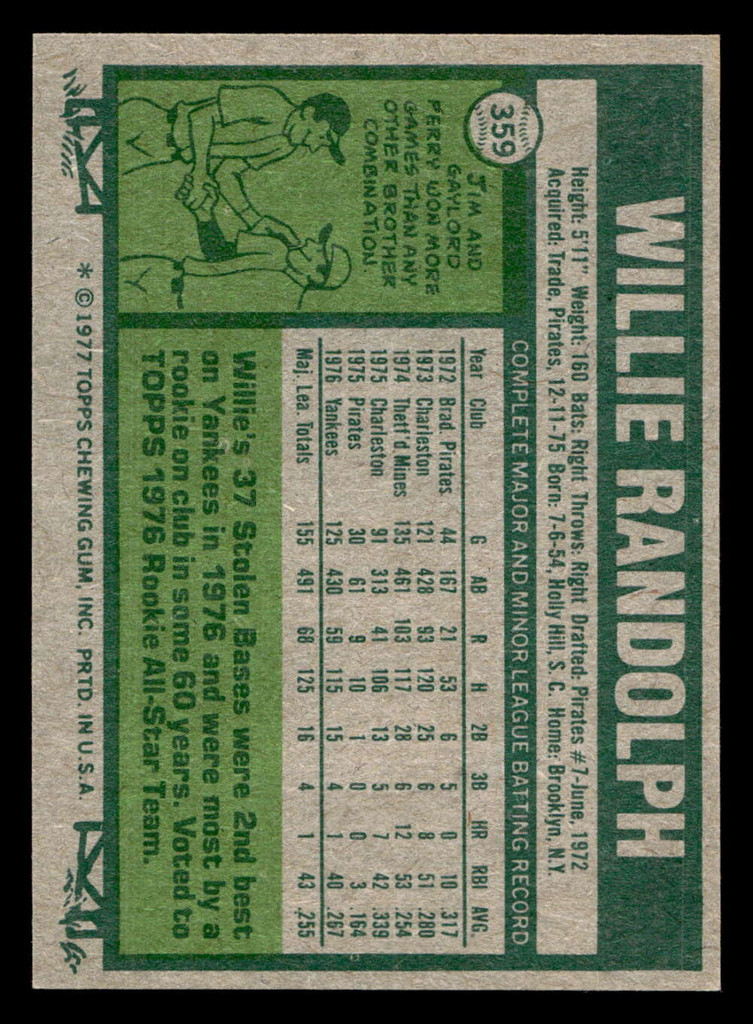 359
WILLIE RANDOLPH
Height: 5'11" Weight: 160 Bats: Right Throws: Right Drafted: Pirates #7-June, 1972
Acquired: Trade, Pirates, 12-11-75 Born: 7-6-54, Holly Hill, S. C. Home: Brooklyn, N.Y.
COMPLETE MAJOR AND MINOR LEAGUE BATTING RECORD
Year Club G AB R H 2B 3B HR RBI AVG.
1972 Brad. Pirates 44 167 21 53 6 5 0 10 .317
1973 Charleston 121 428 93 120 25 6 8 51 .280
1974 Thetf'd Mines 135 461 103 117 28 6 12 53 .254
1975 Charleston 91 313 41 106 13 5 7 42 .339
1975 Pirates 30 61 9 10 1 0 0 3 .164
1976 Yankees 125 430 59 115 15 4 1 40 .267
Maj. Lea. Totals 155 491 68 125 16 4 1 43 .255
JIM AND
GAYLORD
PERRY WON MORE
GAMES THAN ANY
OTHER BROTHER
COMBINATION.
Willie's 37 Stolen Bases were 2nd best
on Yankees in 1976 and were most by a
rookie on club in some 60 years. Voted to
TOPPS 1976 Rookie All-Star Team.
* © 1977 TOPPS CHEWING GUM, INC. PRTD. IN U.S.A.